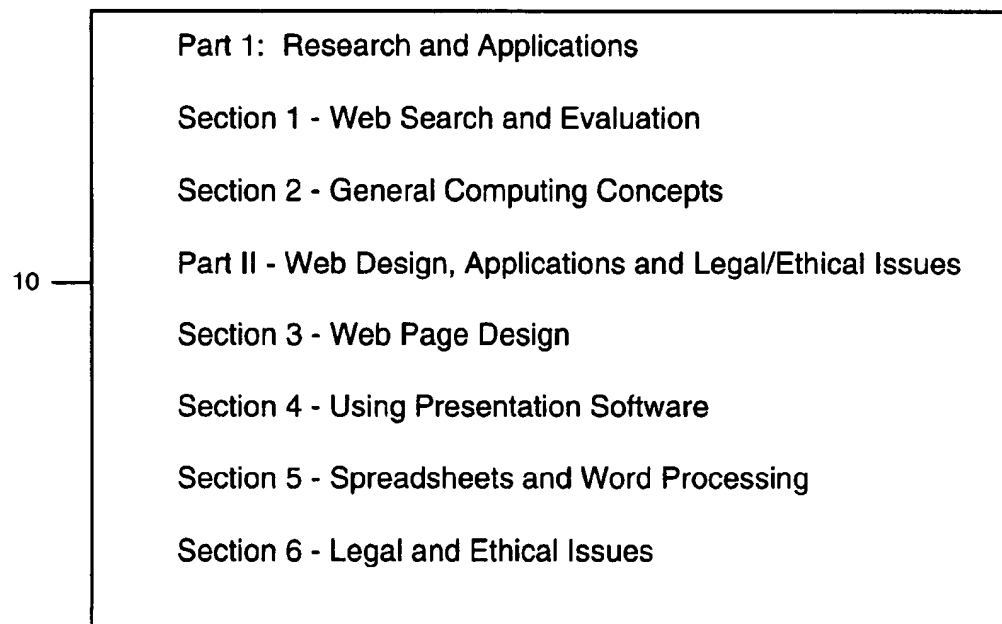 Part 1: Research and Applications
Section 1 - Web Search and Evaluation
Section 2 - General Computing Concepts
10
Part II - Web Design, Applications and Legal/Ethical Issues
Section 3 - Web Page Design
Section 4 - Using Presentation Software
Section 5 - Spreadsheets and Word Processing
Section 6 - Legal and Ethical Issues